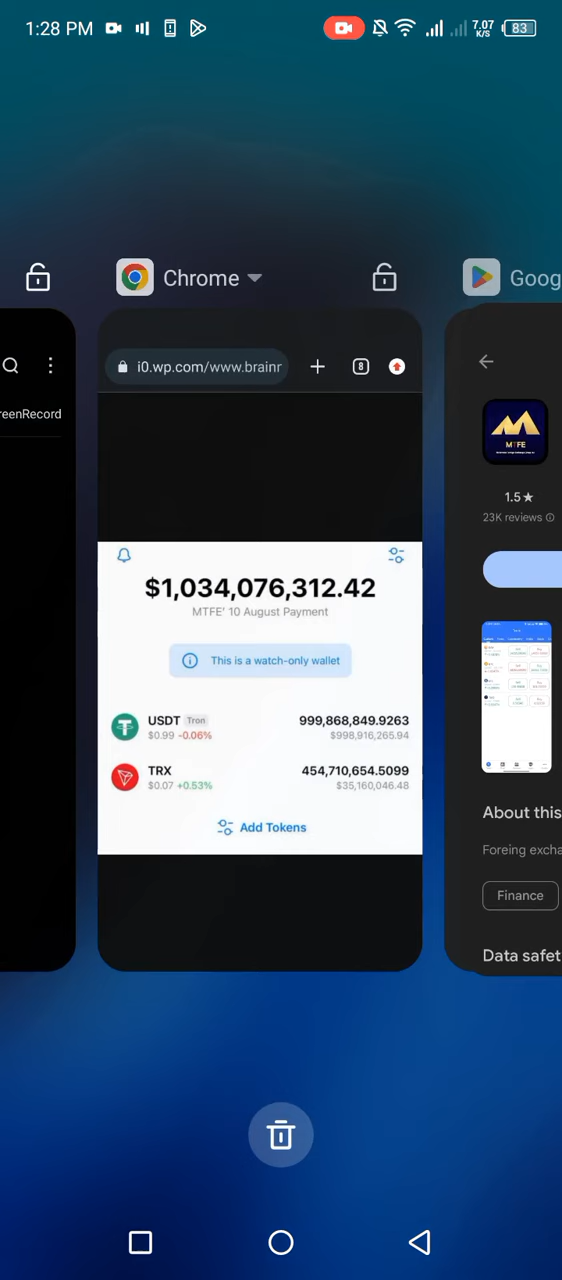 1:28 PM
7.07
K/S
83
Chrome
Goog
reenRecord
i0.wp.com/www.brainr
8
MTFE
1.5★
23K reviews
$1,034,076,312.42
MTFE' 10 August Payment
This is a watch-only wallet
USDT Tron
999,868,849.9263
$0.99 -0.06%
$998,916,265.94
TRX
454,710,654.5099
$0.07 +0.53%
$35,160,046.48
Add Tokens
About this
Foreing excha
Finance
Data safet